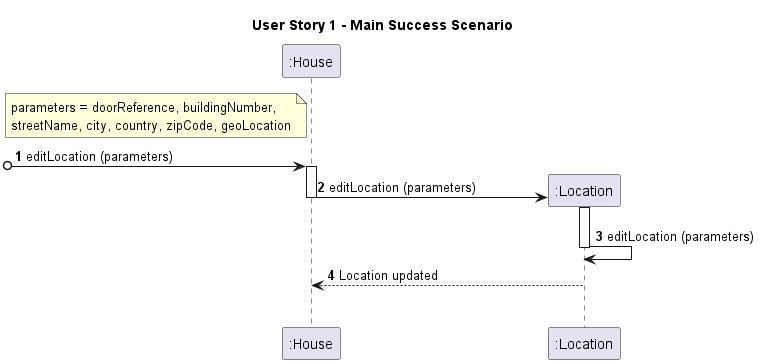 User Story 1 - Main Success Scenario
:House
parameters = doorReference, buildingNumber,
streetName, city, country, zipCode, geoLocation
1 editLocation (parameters)
2 editLocation (parameters)
:Location
3 editLocation (parameters)
4 Location updated
:House
:Location